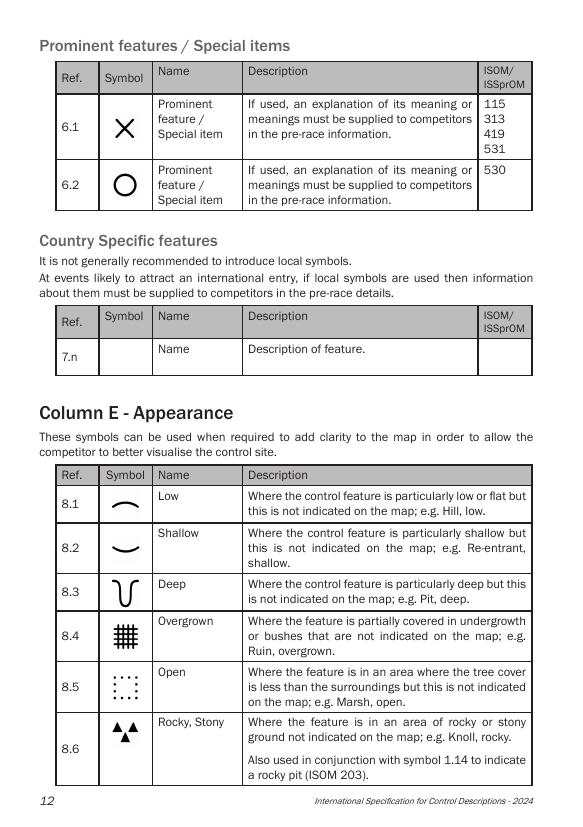 Prominent features / Special items
Ref.
Symbol
Name
Description
ISOM/
ISSprOM
6.1
Prominent
feature /
Special item
If used, an explanation of its meaning or
meanings must be supplied to competitors
in the pre-race information.
115
313
419
531
6.2
Prominent
feature /
Special item
If used, an explanation of its meaning or
meanings must be supplied to competitors
in the pre-race information.
530
Country Specific features
It is not generally recommended to introduce local symbols.
At events likely to attract an international entry, if local symbols are used then information
about them must be supplied to competitors in the pre-race details.
Ref.
Symbol
Name
Description
ISOM/
ISSprOM
7.n
Name
Description of feature.
Column E - Appearance
These symbols can be used when required to add clarity to the map in order to allow the
competitor to better visualise the control site.
Ref.
Symbol
Name
Description
8.1
Low
Where the control feature is particularly low or flat but
this is not indicated on the map; e.g. Hill, low.
8.2
Shallow
Where the control feature is particularly shallow but
this is not indicated on the map; e.g. Re-entrant,
shallow.
8.3
Deep
Where the control feature is particularly deep but this
is not indicated on the map; e.g. Pit, deep.
8.4
Overgrown
Where the feature is partially covered in undergrowth
or bushes that are not indicated on the map; e.g.
Ruin, overgrown.
8.5
Open
Where the feature is in an area where the tree cover
is less than the surroundings but this is not indicated
on the map; e.g. Marsh, open.
8.6
Rocky, Stony
Where the feature is in an area of rocky or stony
ground not indicated on the map; e.g. Knoll, rocky.
Also used in conjunction with symbol 1.14 to indicate
a rocky pit (ISOM 203).
12
International Specification for Control Descriptions - 2024